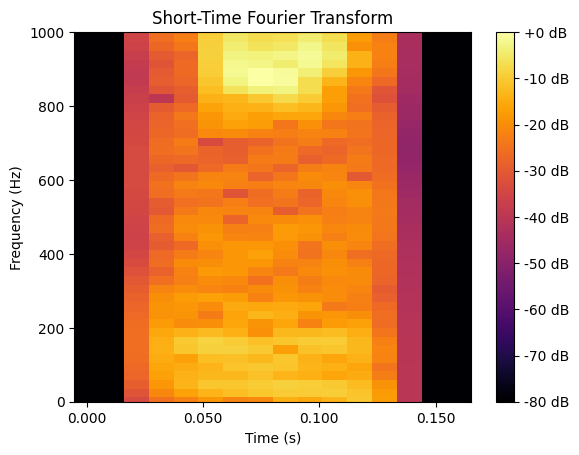 Short-Time Fourier Transform
1000
800
600
400
200
0
Frequency (Hz)
0.000
0.050
0.100
0.150
Time (s)
+0 dB
-10 dB
-20 dB
-30 dB
-40 dB
-50 dB
-60 dB
-70 dB
-80 dB